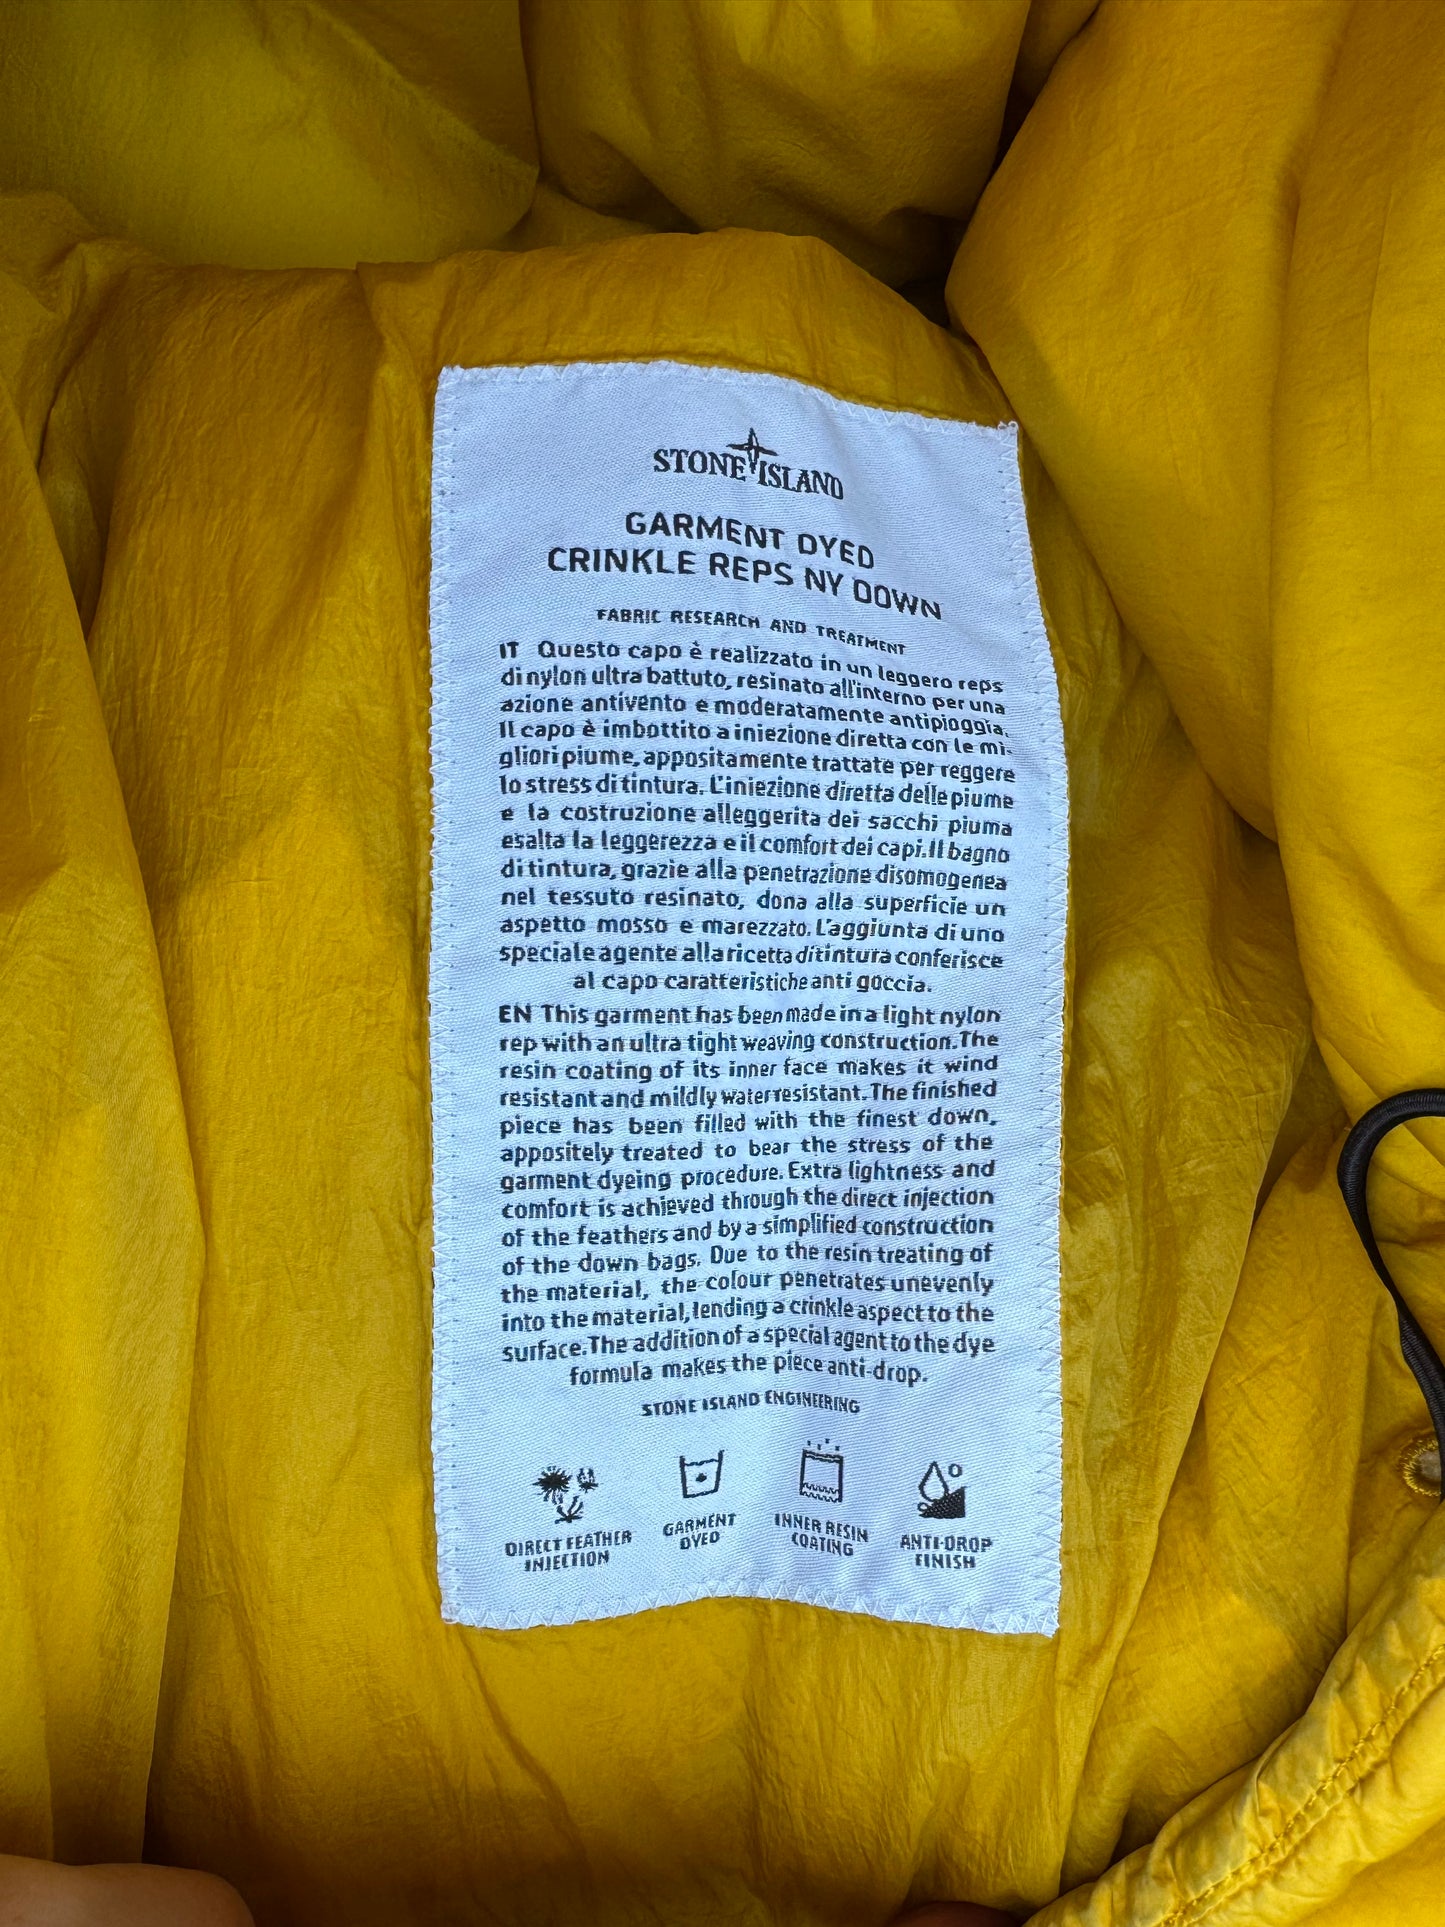 STONE ISLAND
GARMENT DYED
CRINKLE REPS NY DOWN
FABRIC RESEARCH AND TREATMENT
IT Questo capo è realizzato in un leggero reps
di nylon ultra battuto, resinato all'interno per una
azione antivento e moderatamente antipioggia.
Il capo è imbottito a iniezione diretta con le mi-
gliori piume, appositamente trattate per reggere
lo stress di tintura. L'iniezione diretta delle piume
e la costruzione alleggerita dei sacchi piuma
esalta la leggerezza e il comfort dei capi. Il bagno
di tintura, grazie alla penetrazione disomogenea
nel tessuto resinato, dona alla superficie un
aspetto mosso e marezzato. L'aggiunta di uno
speciale agente alla ricetta di tintura conferisce
al capo caratteristiche anti goccia.
EN This garment has been made in a light nylon
rep with an ultra tight weaving construction. The
resin coating of its inner face makes it wind
resistant and mildly water resistant. The finished
piece has been filled with the finest down,
appositely treated to bear the stress of the
garment dyeing procedure. Extra lightness and
comfort is achieved through the direct injection
of the feathers and by a simplified construction
of the down bags. Due to the resin treating of
the material, the colour penetrates unevenly
into the material, lending a crinkle aspect to the
surface. The addition of a special agent to the dye
formula makes the piece anti-drop.
STONE ISLAND ENGINEERING
DIRECT FEATHER
INJECTION
GARMENT
DYED
INNER RESIN
COATING
ANTI-DROP
FINISH